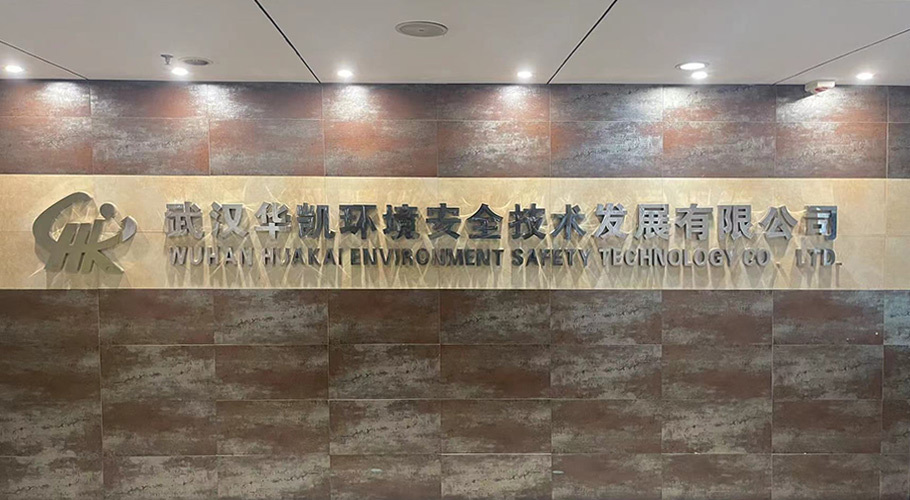 武汉华凯环境安全技术发展有限公司
WUHAN HUAKAI ENVIRONMENT SAFETY TECHNOLOGY CO., LTD.
HK